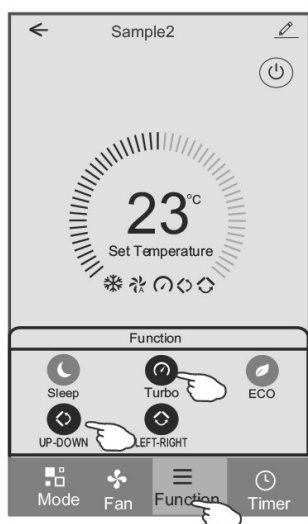 Sample2
23°C
Set Temperature
A
Function
Sleep
Turbo
ECO
UP-DOWN
LEFT-RIGHT
Mode
Fan
Function
Timer